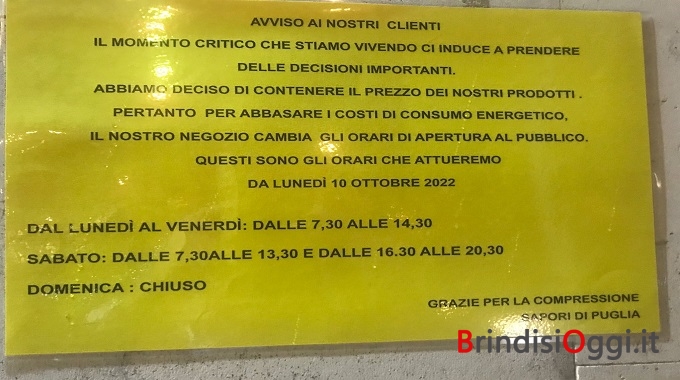 AVVISO AI NOSTRI CLIENTI
IL MOMENTO CRITICO CHE STIAMO VIVENDO CI INDUCE A PRENDERE
DELLE DECISIONI IMPORTANTI.
ABBIAMO DECISO DI CONTENERE IL PREZZO DEI NOSTRI PRODOTTI .
PERTANTO PER ABBASARE I COSTI DI CONSUMO ENERGETICO,
IL NOSTRO NEGOZIO CAMBIA GLI ORARI DI APERTURA AL PUBBLICO.
QUESTI SONO GLI ORARI CHE ATTUEREMO
DA LUNEDÌ 10 OTTOBRE 2022
DAL LUNEDÌ AL VENERDÌ: DALLE 7,30 ALLE 14,30
SABATO: DALLE 7,30ALLE 13,30 E DALLE 16.30 ALLE 20,30
DOMENICA : CHIUSO
GRAZIE PER LA COMPRESSIONE
SAPORI DI PUGLIA
BrindisiOggi.it